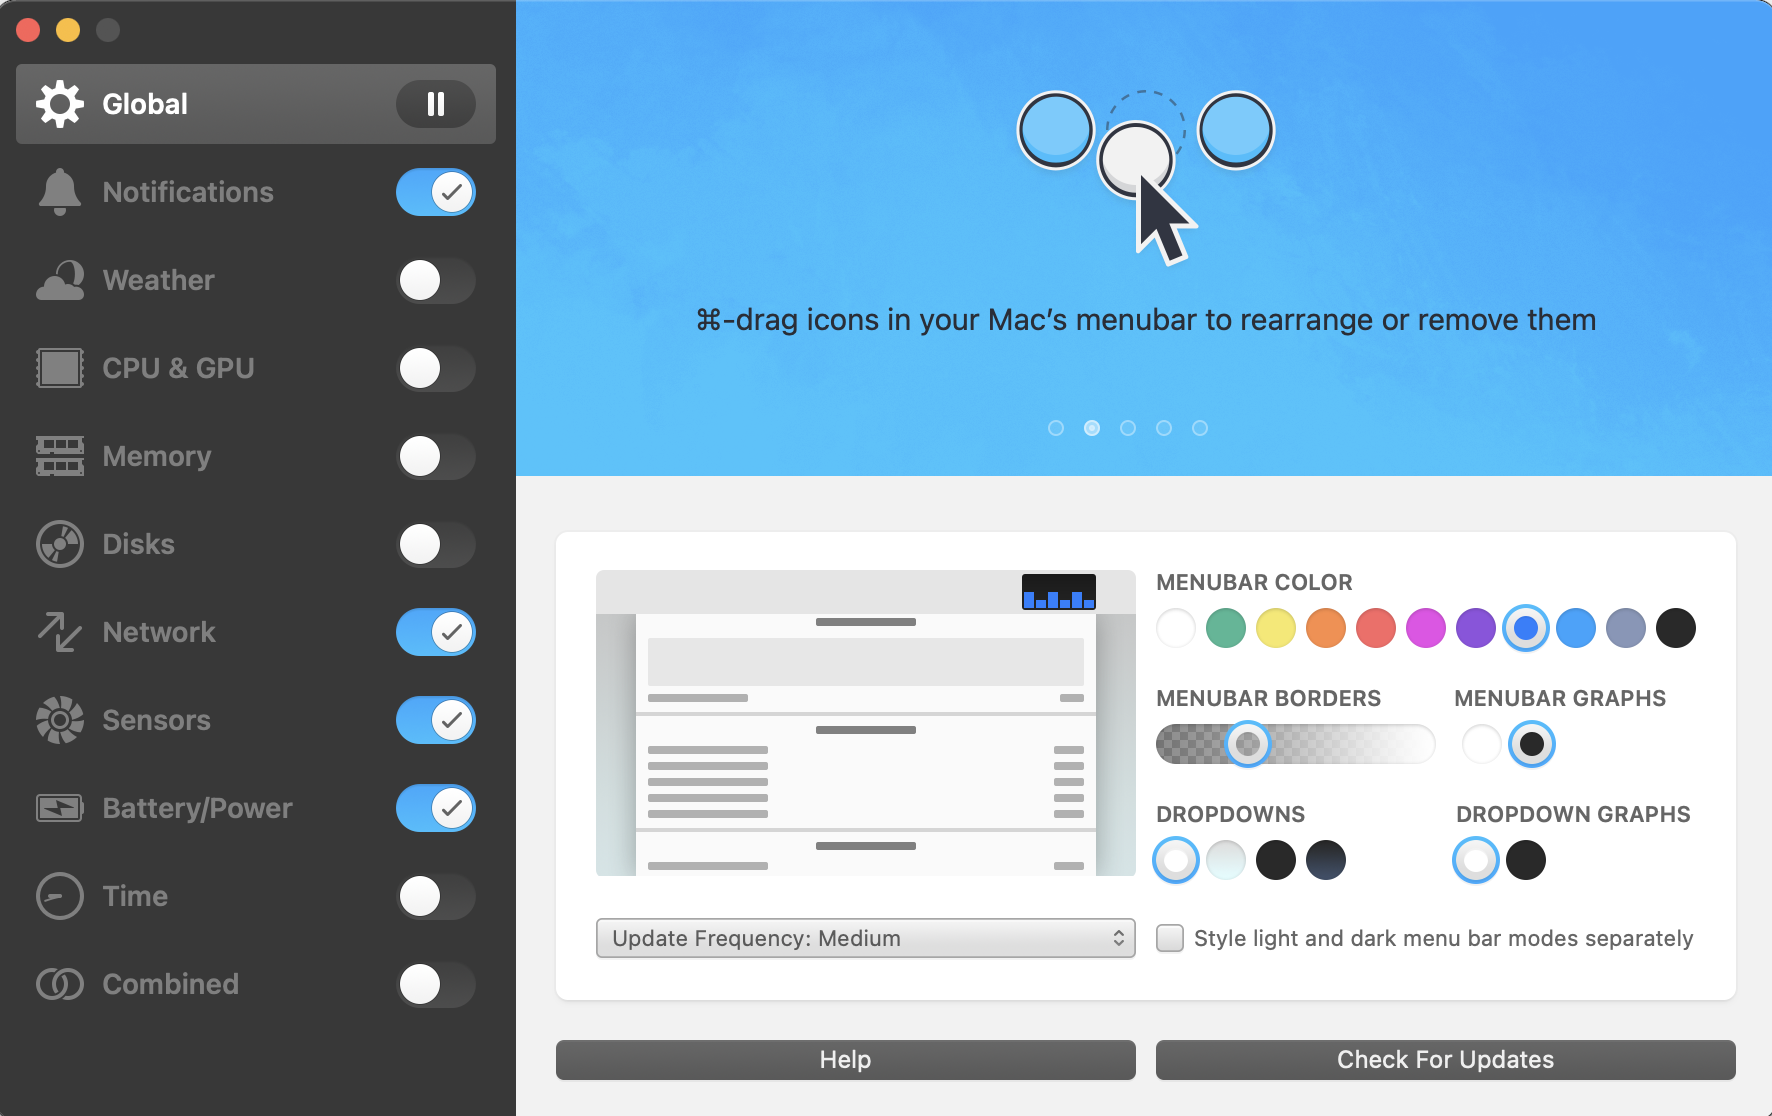 Global
Notifications
Weather
CPU & GPU
Memory
Disks
Network
Sensors
Battery/Power
Time
Combined
⌘-drag icons in your Mac’s menubar to rearrange or remove them
MENUBAR COLOR
MENUBAR BORDERS
MENUBAR GRAPHS
DROPDOWNS
DROPDOWN GRAPHS
Update Frequency: Medium
Style light and dark menu bar modes separately
Help
Check For Updates